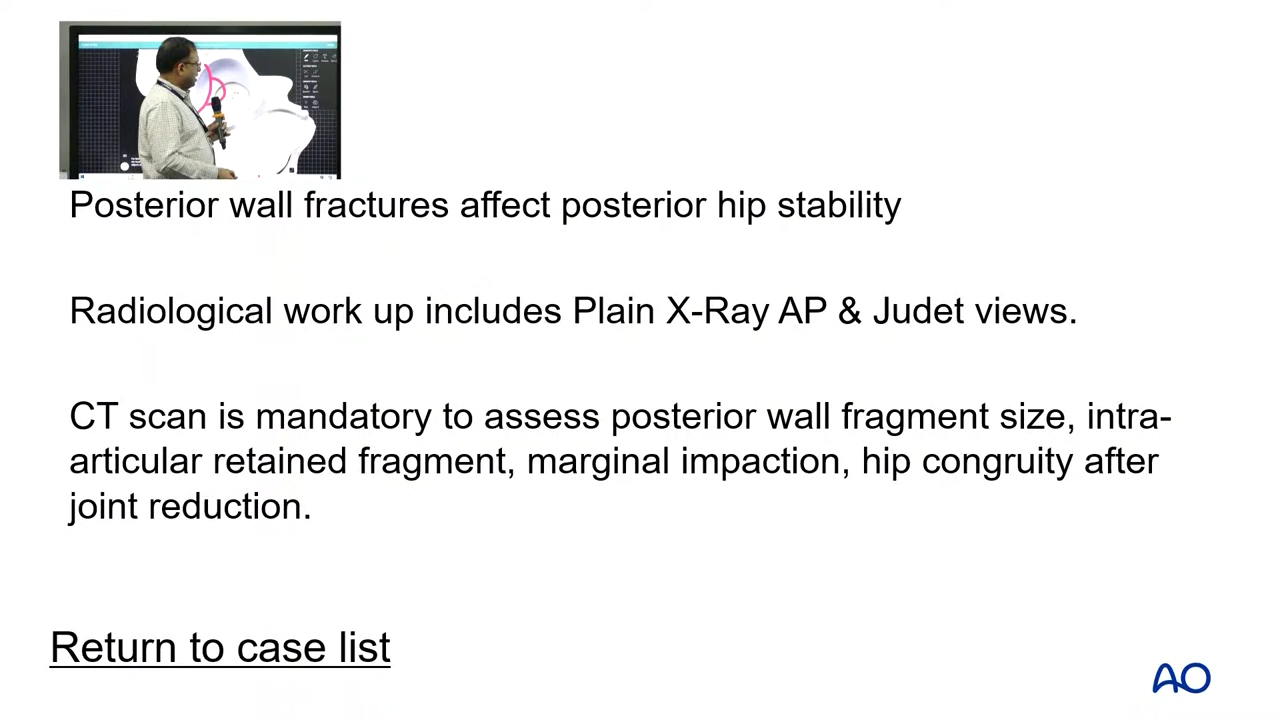 Posterior wall fractures affect posterior hip stability
Radiological work up includes Plain X-Ray AP & Judet views.
CT scan is mandatory to assess posterior wall fragment size, intra-
articular retained fragment, marginal impaction, hip congruity after
joint reduction.
Return to case list
AO